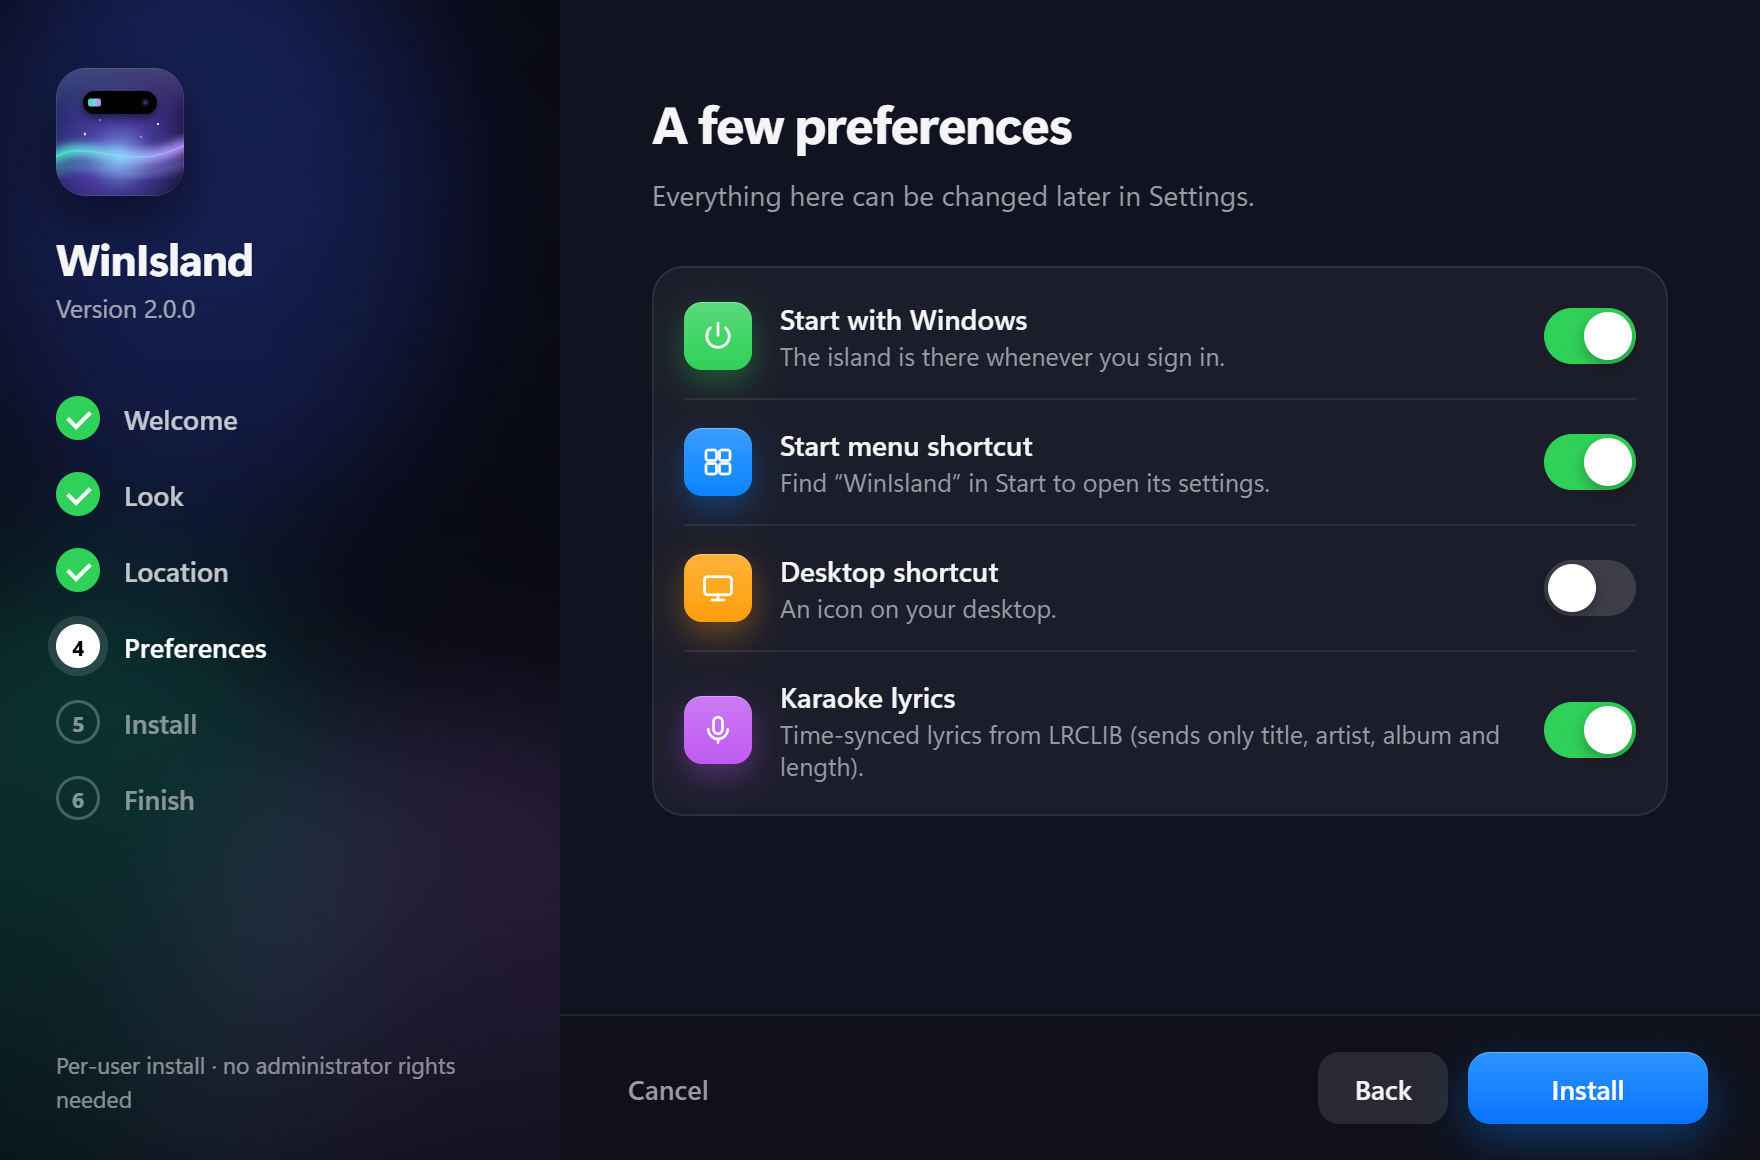 WinIsland
Version 2.0.0
Welcome
Look
Location
4 Preferences
5 Install
6 Finish
Per-user install · no administrator rights
needed
A few preferences
Everything here can be changed later in Settings.
Start with Windows
The island is there whenever you sign in.
Start menu shortcut
Find “WinIsland” in Start to open its settings.
Desktop shortcut
An icon on your desktop.
Karaoke lyrics
Time-synced lyrics from LRCLIB (sends only title, artist, album and
length).
Cancel
Back
Install